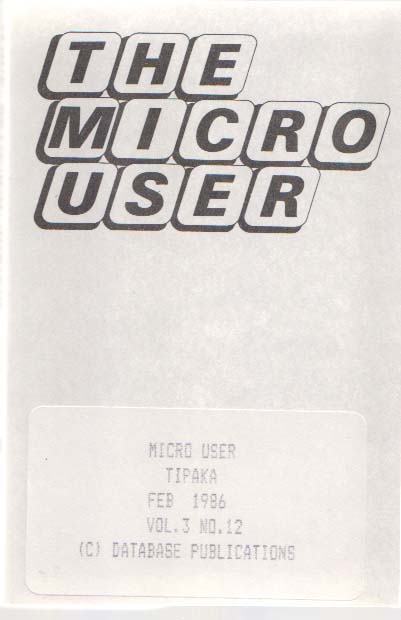 THE
MICRO
USER
MICRO USER
TIPAKA
FEB 1986
VOL.3 NO.12
(C) DATABASE PUBLICATIONS